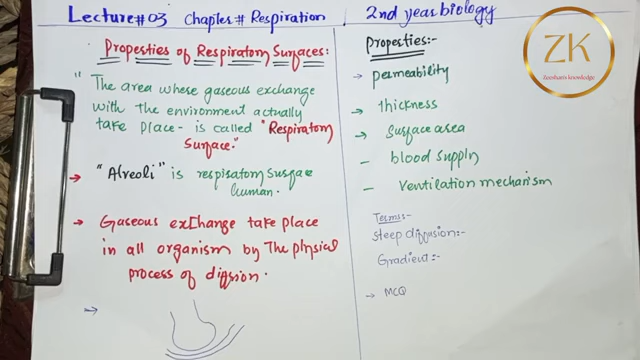 Lecture # 03 Chapter # Respiration 2nd year biology
Properties of Respiratory Surfaces:
"The area where gaseous exchange
with the environment actually
take place - is called "Respiratory
Surface."
→ "Alveoli" is respiratory surface
human.
→ Gaseous exchange take place
in all organism by The physical
process of diffsion.
Properties:-
→ permeability
→ thickness
→ Surface area
- blood supply
- ventilation mechanism
Terms:-
Steep diffusion:-
Gradient:-
→ MCQ
ZK
Zeeshan's knowledge